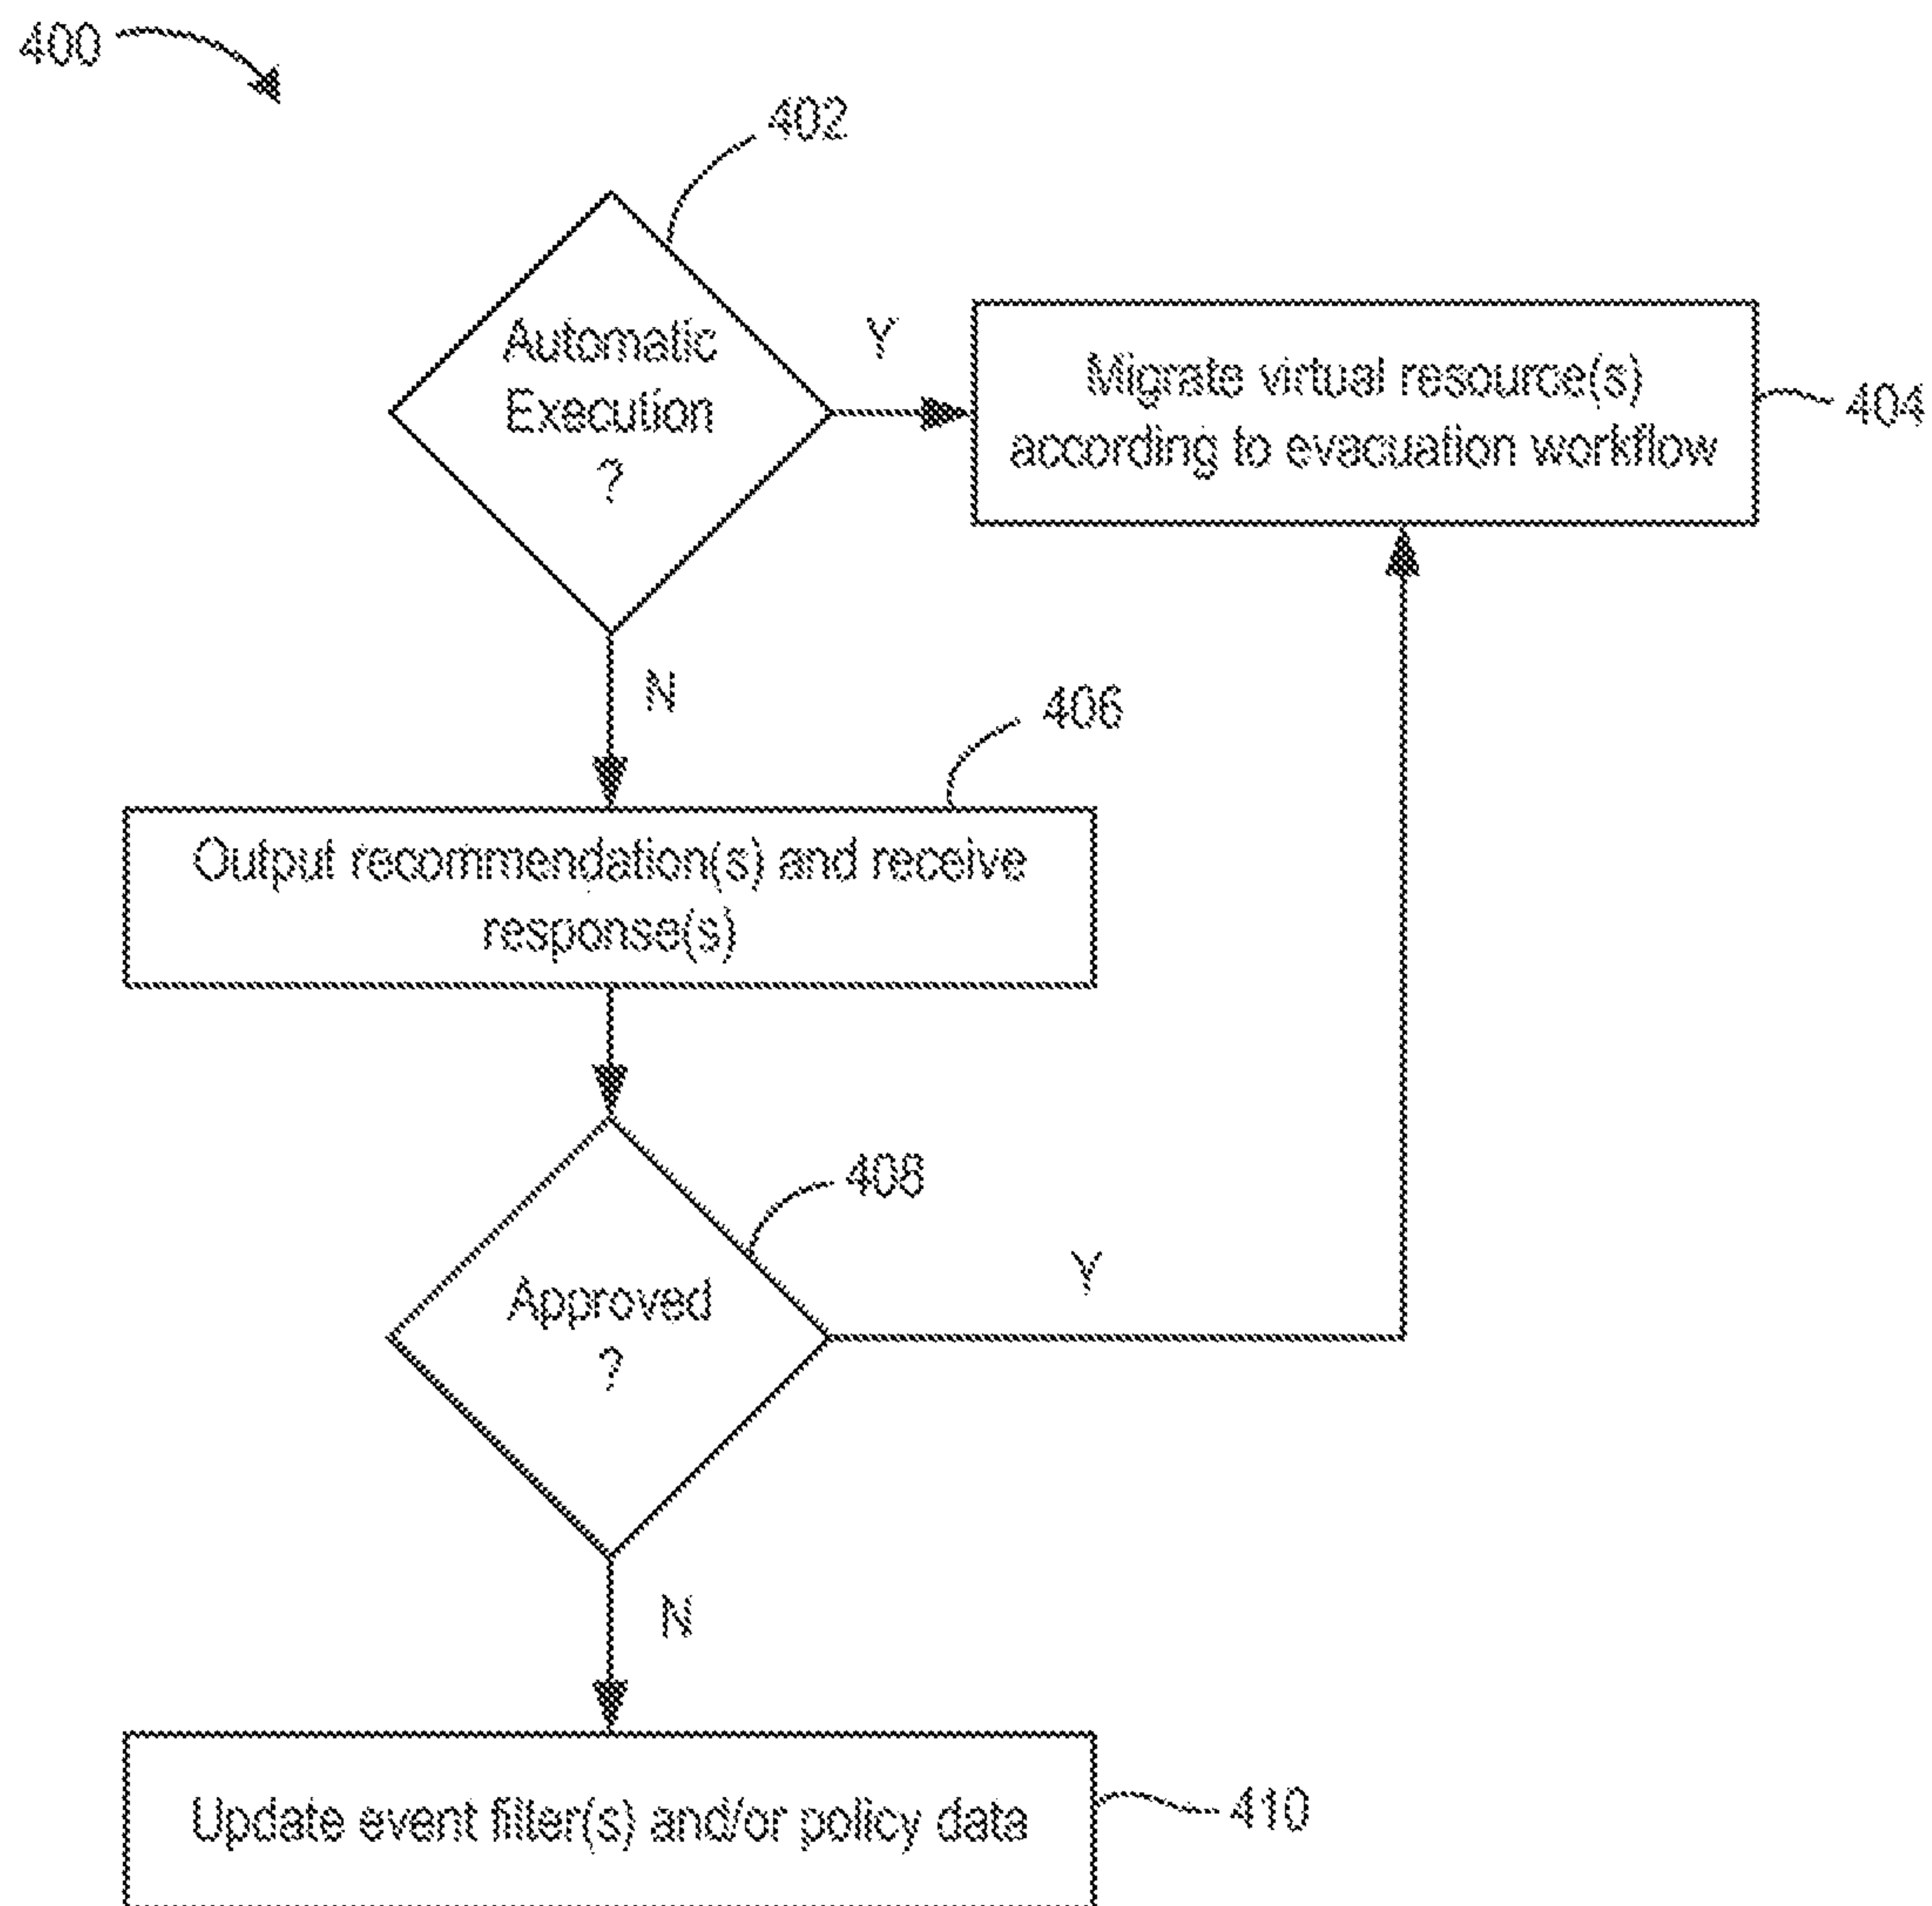 400
402
Automatic
Execution
?
Y
Migrate virtual resource(s)
according to evacuation workflow
404
N
406
Output recommendation(s) and receive
response(s)
408
Approved
?
Y
N
Update event filter(s) and/or policy data
410